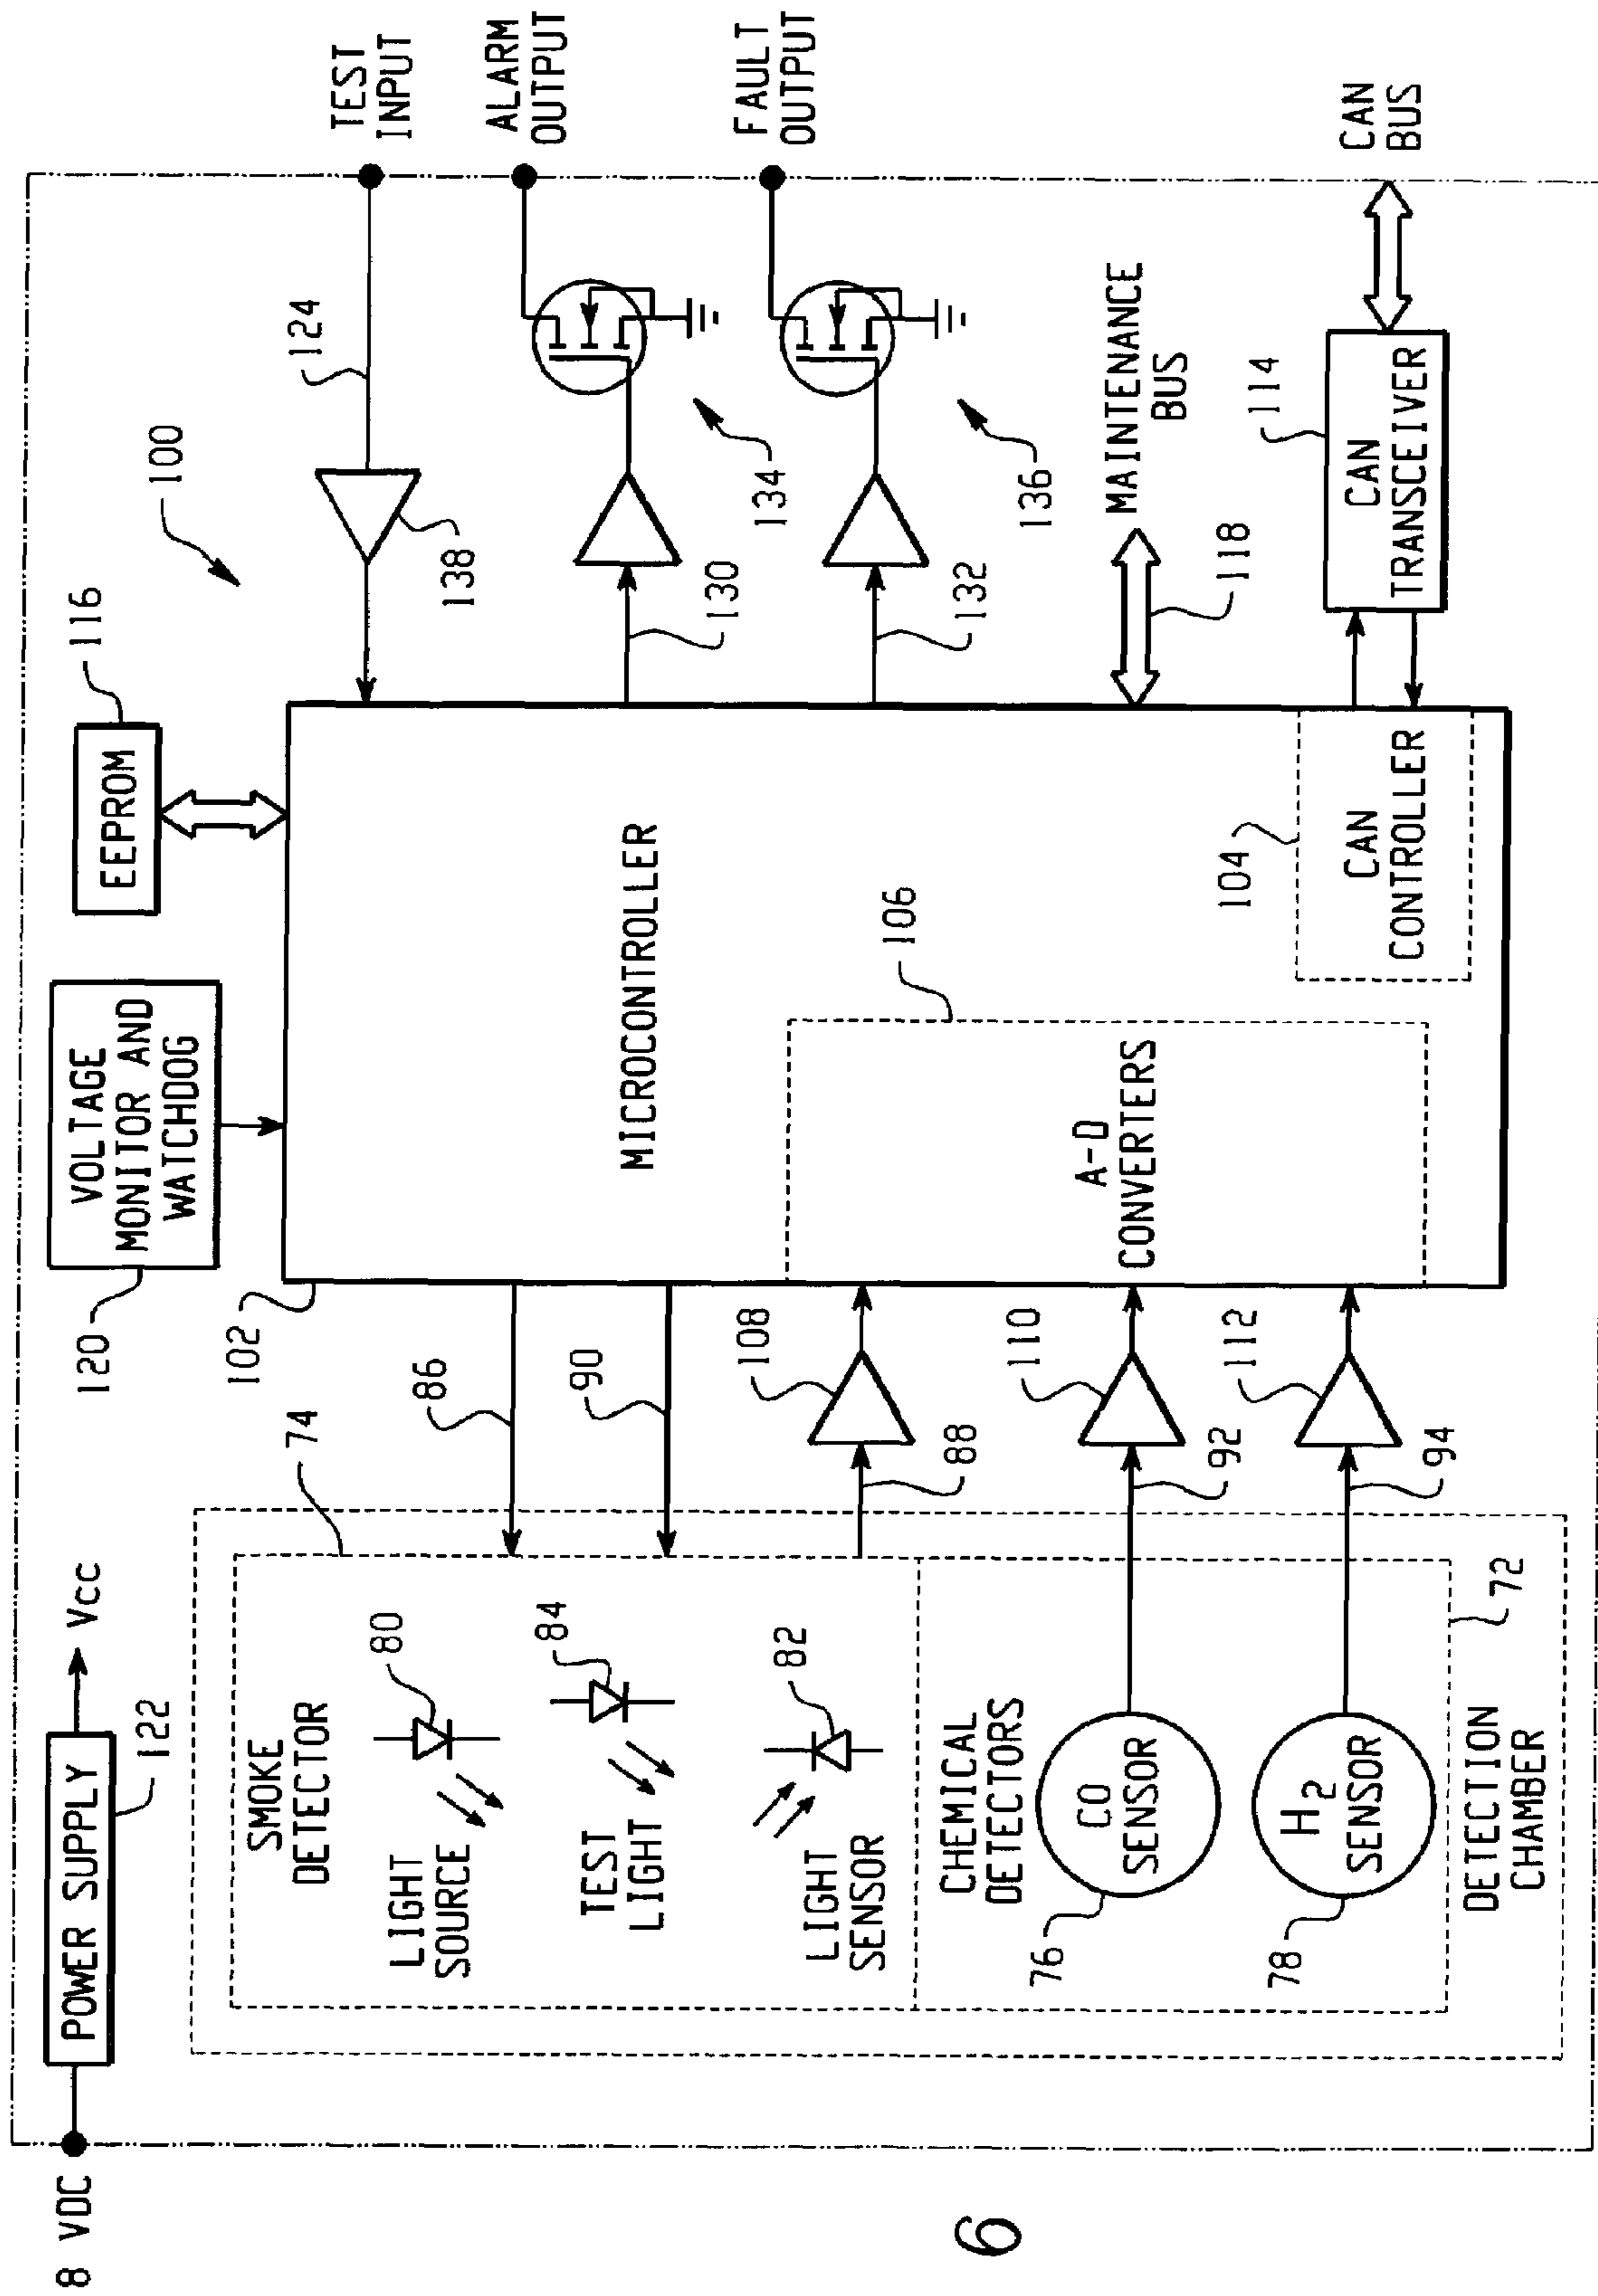 8 VDC
POWER SUPPLY
Vcc
122
120
VOLTAGE
MONITOR AND
WATCHDOG
EEPROM
116
100
102
74
SMOKE
DETECTOR
80
LIGHT
SOURCE
84
TEST
LIGHT
82
LIGHT
SENSOR
CHEMICAL
DETECTORS
76
CO
SENSOR
78
H2
SENSOR
DETECTION
CHAMBER
72
86
90
88
108
92
110
94
112
MICROCONTROLLER
106
A-D
CONVERTERS
104
CAN
CONTROLLER
138
124
TEST
INPUT
130
134
ALARM
OUTPUT
132
136
FAULT
OUTPUT
118
MAINTENANCE
BUS
114
CAN
TRANSCEIVER
CAN
BUS
6